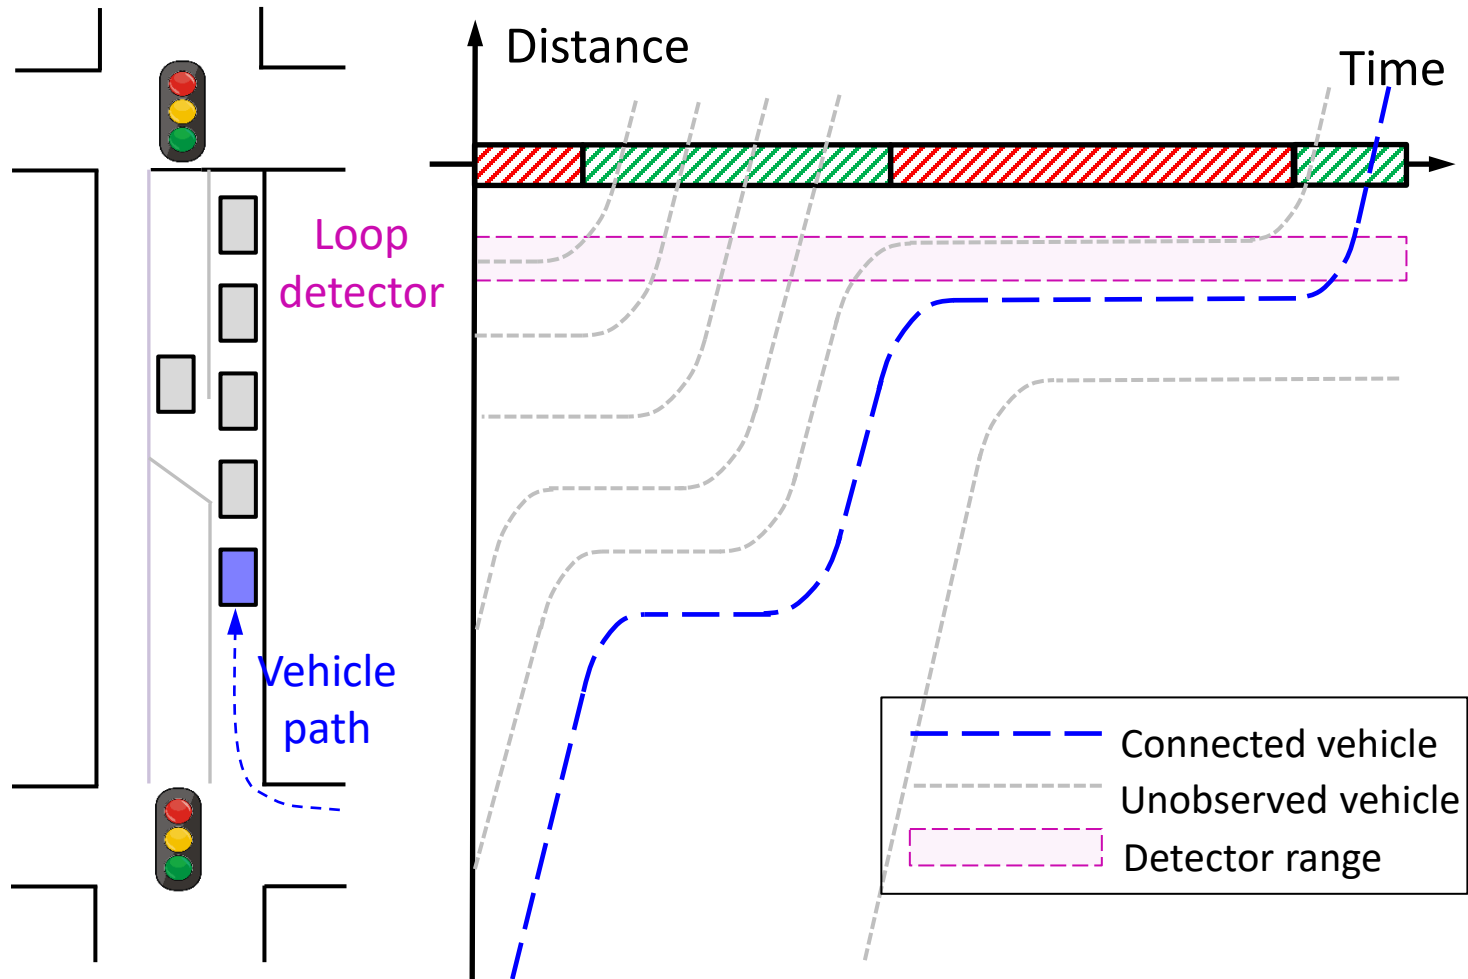 Distance
Time
Loop
detector
Vehicle
path
Connected vehicle
Unobserved vehicle
Detector range